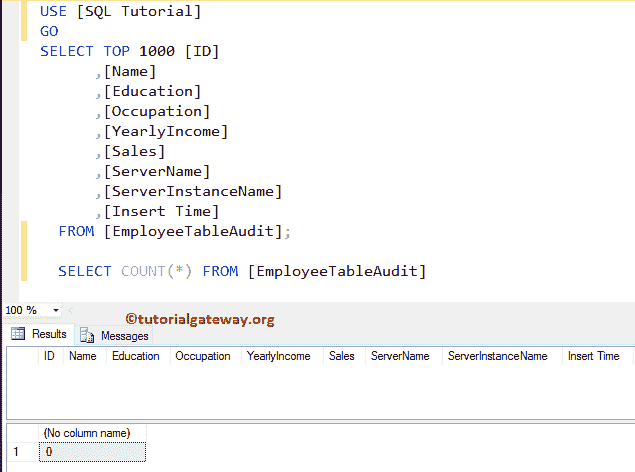 USE [SQL Tutorial]
GO
SELECT TOP 1000 [ID]
,[Name]
,[Education]
,[Occupation]
,[YearlyIncome]
,[Sales]
,[ServerName]
,[ServerInstanceName]
,[Insert Time]
FROM [EmployeeTableAudit];
SELECT COUNT(*) FROM [EmployeeTableAudit]
100 %
©tutorialgateway.org
Results Messages
ID Name Education Occupation YearlyIncome Sales ServerName ServerInstanceName Insert Time
(No column name)
1 0